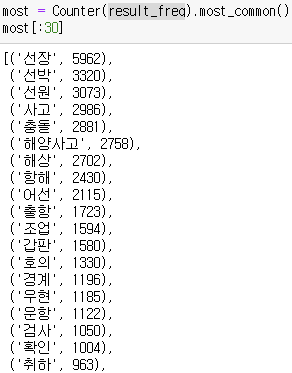 most = Counter(result_freq).most_common()
most[:30]
[('선장', 5962),
('선박', 3320),
('선원', 3073),
('사고', 2986),
('충돌', 2881),
('해양사고', 2758),
('해상', 2702),
('항해', 2430),
('어선', 2115),
('출항', 1723),
('조업', 1594),
('갑판', 1580),
('호의', 1330),
('경계', 1196),
('우현', 1185),
('운항', 1122),
('검사', 1050),
('확인', 1004),
('취하', 963),